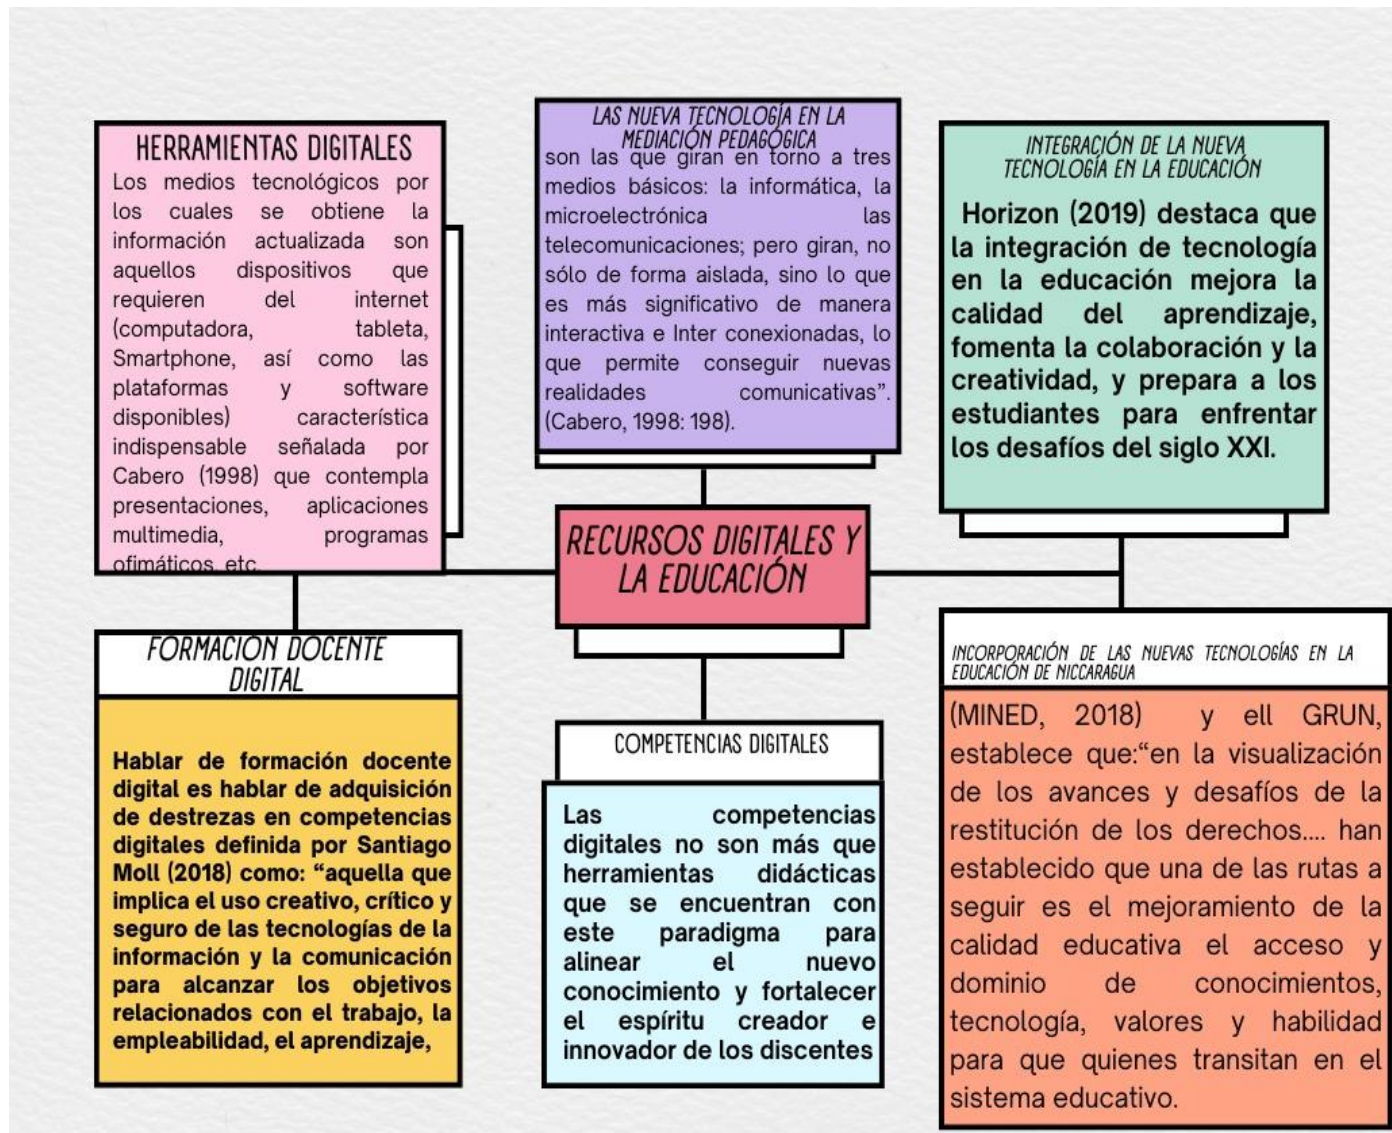 HERRAMIENTAS DIGITALES
Los medios tecnológicos por
los cuales se obtiene la
información actualizada son
aquellos dispositivos que
requieren del internet
(computadora, tableta,
Smartphone, así como las
plataformas y software
disponibles) característica
indispensable señalada por
Cabero (1998) que contempla
presentaciones, aplicaciones
multimedia, programas
ofimáticos, etc.
LAS NUEVA TECNOLOGÍA EN LA
MEDIACIÓN PEDAGÓGICA
son las que giran en torno a tres
medios básicos: la informática, la
microelectrónica las
telecomunicaciones; pero giran, no
sólo de forma aislada, sino lo que
es más significativo de manera
interactiva e Inter conexionadas, lo
que permite conseguir nuevas
realidades comunicativas”.
(Cabero, 1998: 198).
INTEGRACIÓN DE LA NUEVA
TECNOLOGÍA EN LA EDUCACIÓN
Horizon (2019) destaca que
la integración de tecnología
en la educación mejora la
calidad del aprendizaje,
fomenta la colaboración y la
creatividad, y prepara a los
estudiantes para enfrentar
los desafíos del siglo XXI.
RECURSOS DIGITALES Y
LA EDUCACIÓN
FORMACION DOCENTE
DIGITAL
Hablar de formación docente
digital es hablar de adquisición
de destrezas en competencias
digitales definida por Santiago
Moll (2018) como: “aquella que
implica el uso creativo, crítico y
seguro de las tecnologías de la
información y la comunicación
para alcanzar los objetivos
relacionados con el trabajo, la
empleabilidad, el aprendizaje,
COMPETENCIAS DIGITALES
Las competencias
digitales no son más que
herramientas didácticas
que se encuentran con
este paradigma para
alinear el nuevo
conocimiento y fortalecer
el espíritu creador e
innovador de los discentes
INCORPORACIÓN DE LAS NUEVAS TECNOLOGÍAS EN LA
EDUCACIÓN DE NICCARAGUA
(MINED, 2018) y ell GRUN,
establece que:“en la visualización
de los avances y desafíos de la
restitución de los derechos.... han
establecido que una de las rutas a
seguir es el mejoramiento de la
calidad educativa el acceso y
dominio de conocimientos,
tecnología, valores y habilidad
para que quienes transitan en el
sistema educativo.